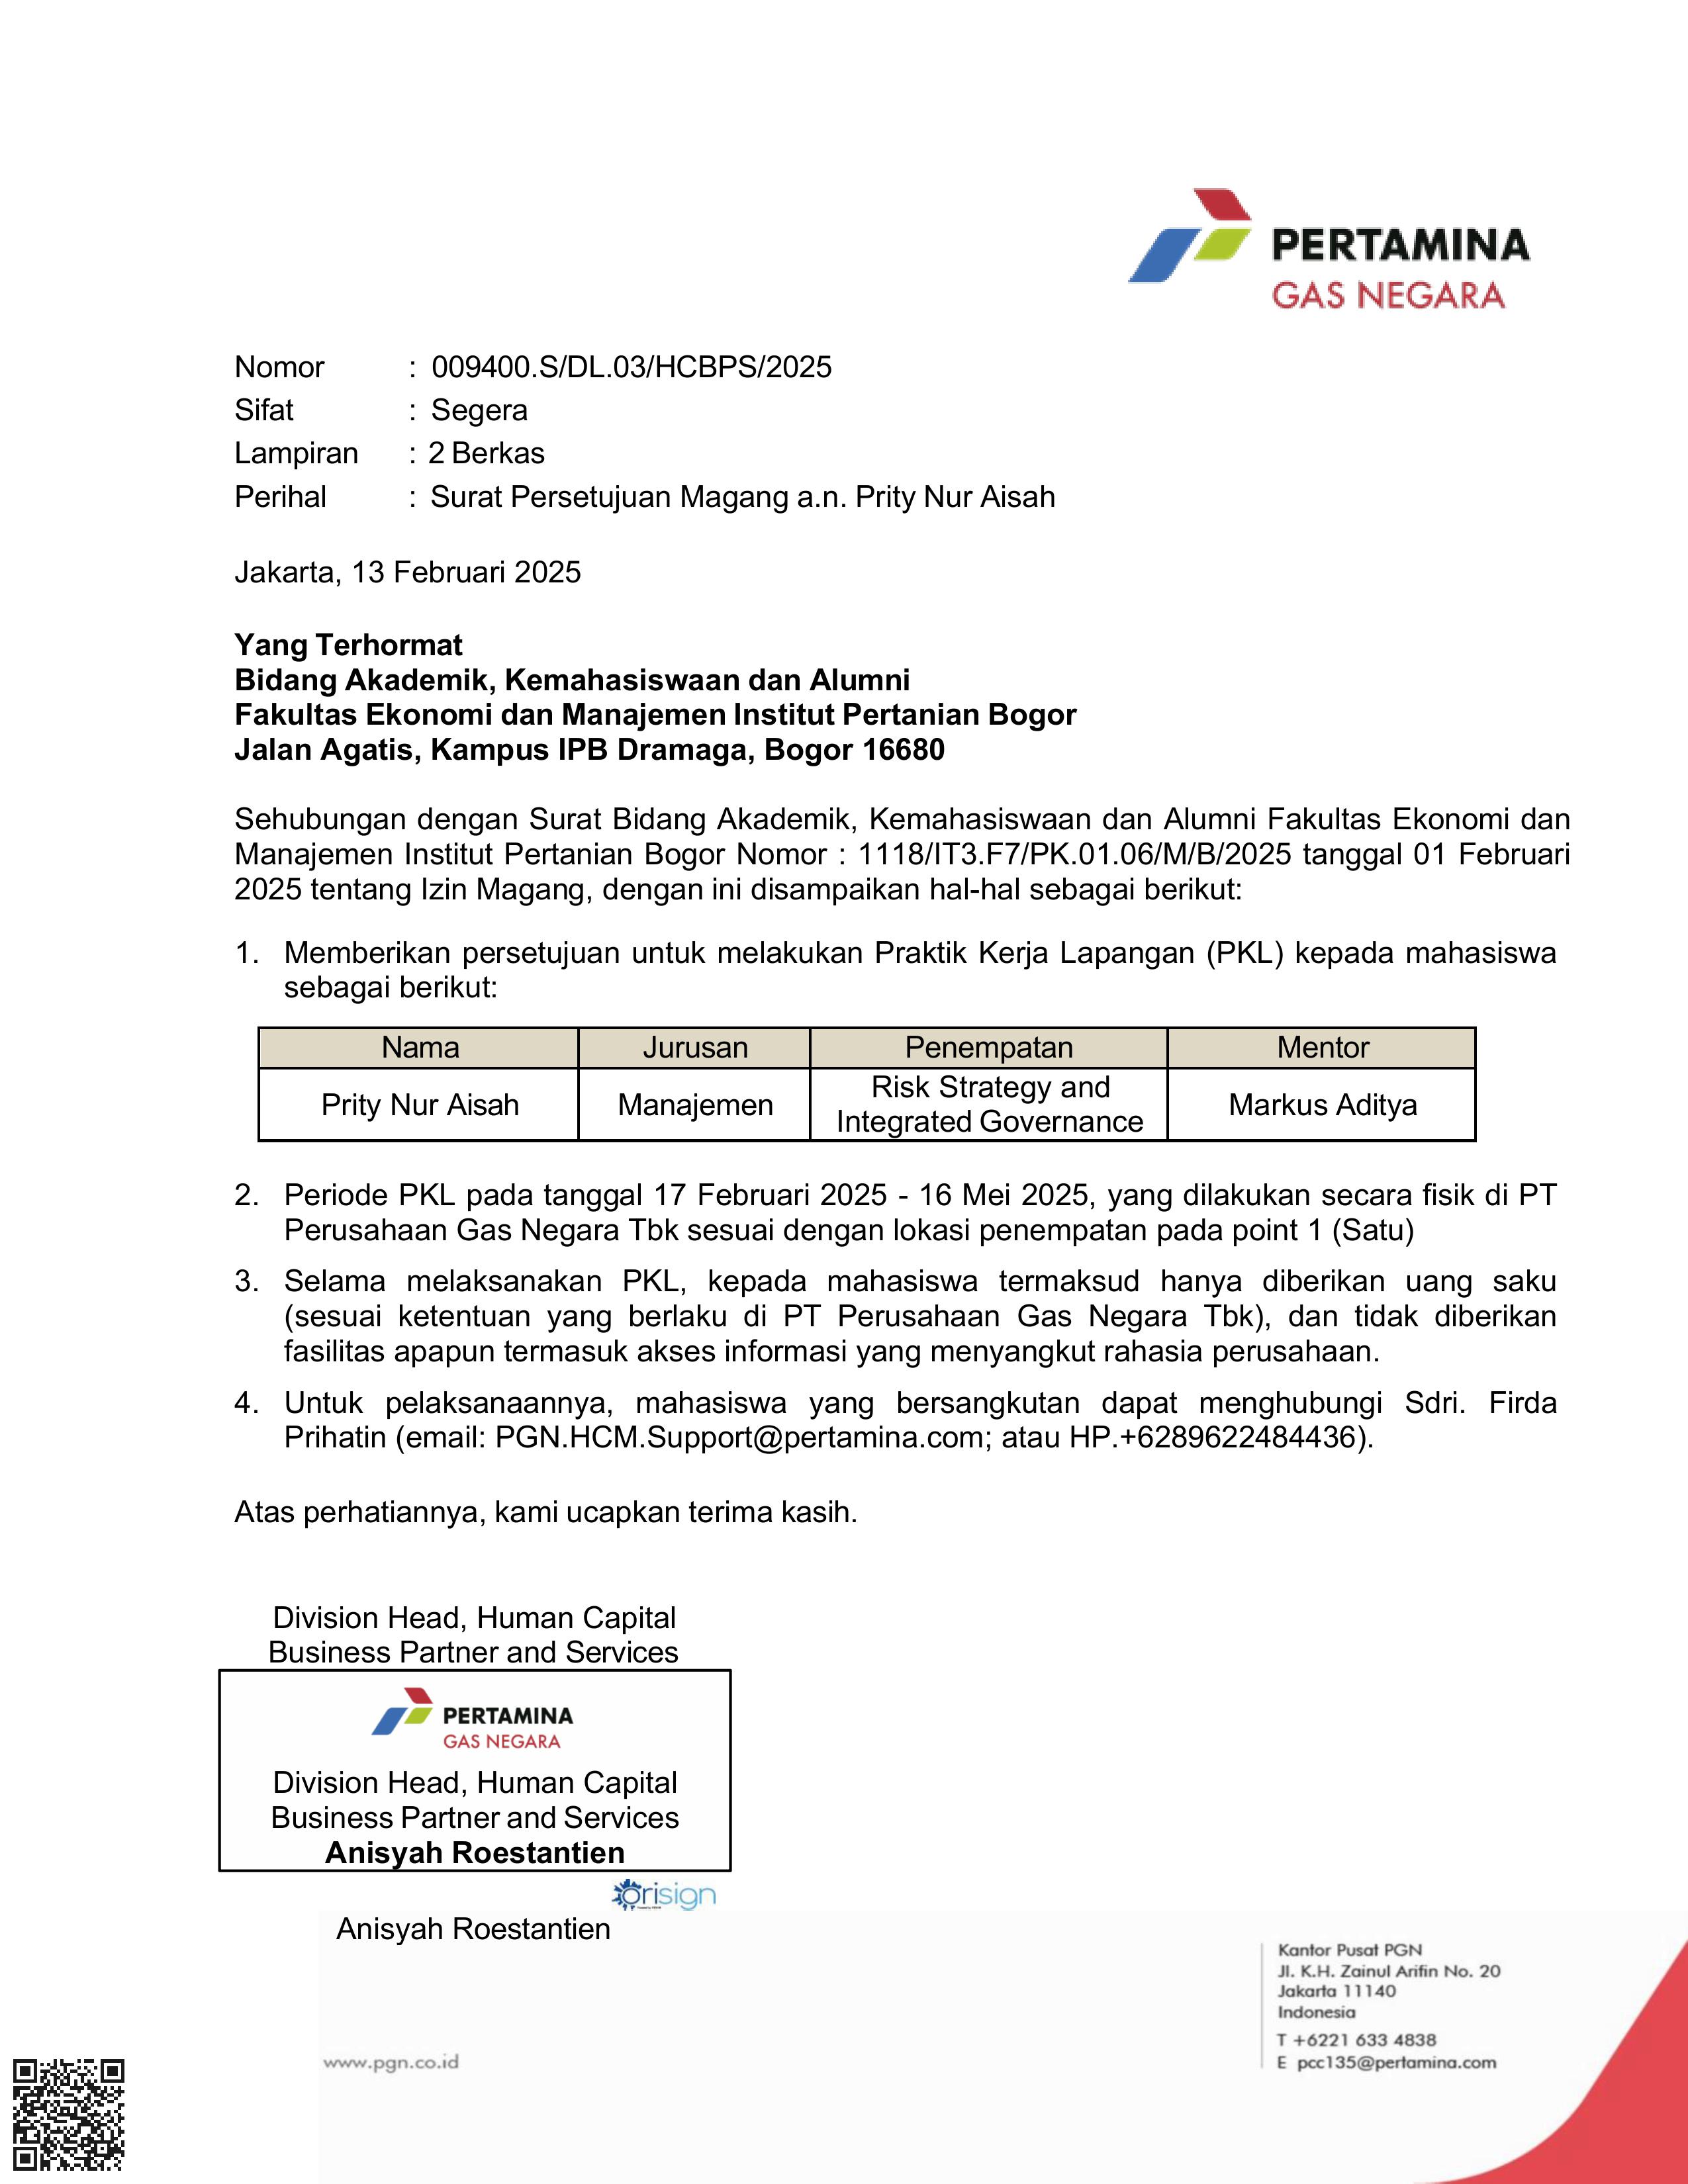 PERTAMINA
GAS NEGARA
Nomor : 009400.S/DL.03/HCBPS/2025
Sifat : Segera
Lampiran : 2 Berkas
Perihal : Surat Persetujuan Magang a.n. Prity Nur Aisah
Jakarta, 13 Februari 2025
Yang Terhormat
Bidang Akademik, Kemahasiswaan dan Alumni
Fakultas Ekonomi dan Manajemen Institut Pertanian Bogor
Jalan Agatis, Kampus IPB Dramaga, Bogor 16680
Sehubungan dengan Surat Bidang Akademik, Kemahasiswaan dan Alumni Fakultas Ekonomi dan
Manajemen Institut Pertanian Bogor Nomor : 1118/IT3.F7/PK.01.06/M/B/2025 tanggal 01 Februari
2025 tentang Izin Magang, dengan ini disampaikan hal-hal sebagai berikut:
1. Memberikan persetujuan untuk melakukan Praktik Kerja Lapangan (PKL) kepada mahasiswa
sebagai berikut:
Nama Jurusan Penempatan Mentor
Prity Nur Aisah Manajemen Risk Strategy and Integrated Governance Markus Aditya
2. Periode PKL pada tanggal 17 Februari 2025 - 16 Mei 2025, yang dilakukan secara fisik di PT
Perusahaan Gas Negara Tbk sesuai dengan lokasi penempatan pada point 1 (Satu)
3. Selama melaksanakan PKL, kepada mahasiswa termaksud hanya diberikan uang saku
(sesuai ketentuan yang berlaku di PT Perusahaan Gas Negara Tbk), dan tidak diberikan
fasilitas apapun termasuk akses informasi yang menyangkut rahasia perusahaan.
4. Untuk pelaksanaannya, mahasiswa yang bersangkutan dapat menghubungi Sdri. Firda
Prihatin (email: PGN.HCM.Support@pertamina.com; atau HP.+6289622484436).
Atas perhatiannya, kami ucapkan terima kasih.
Division Head, Human Capital
Business Partner and Services
PERTAMINA
GAS NEGARA
Division Head, Human Capital
Business Partner and Services
Anisyah Roestantien
orisign
Anisyah Roestantien
Kantor Pusat PGN
Jl. K.H. Zainul Arifin No. 20
Jakarta 11140
Indonesia
T +6221 633 4838
E pcc135@pertamina.com
www.pgn.co.id